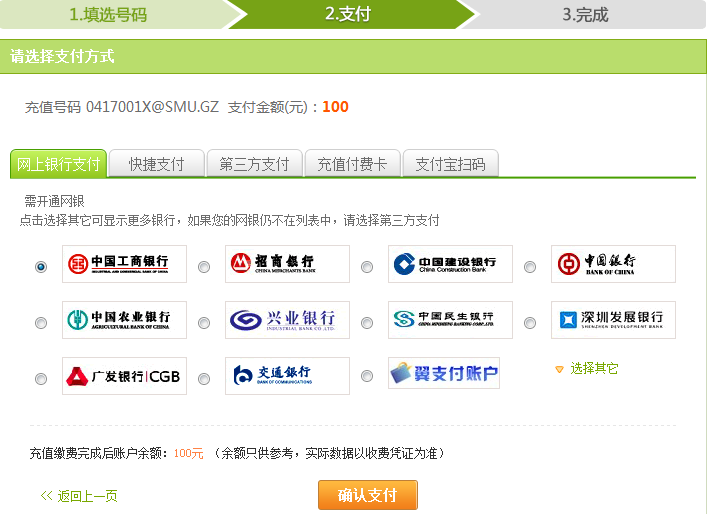 1.填选号码 2.支付 3.完成
请选择支付方式
充值号码 0417001X@SMU.GZ 支付金额(元)：100
网上银行支付 快捷支付 第三方支付 充值付费卡 支付宝扫码
需开通网银
点击选择其它可显示更多银行，如果您的网银仍不在列表中，请选择第三方支付
中国工商银行 招商银行 中国建设银行 中国银行
INDUSTRIAL AND COMMERCIAL BANK OF CHINA CHINA MERCHANTS BANK China Construction Bank BANK OF CHINA
中国农业银行 兴业银行 中国民生银行 深圳发展银行
AGRICULTURAL BANK OF CHINA INDUSTRIAL BANK CO.,LTD. CHINA MINSHENG BANKING CORP.,LTD. SHENZHEN DEVELOPMENT BANK
广发银行|CGB 交通银行 翼支付账户 选择其它
BANK OF COMMUNICATIONS
充值缴费完成后账户余额：100元 （余额只供参考，实际数据以收费凭证为准）
<< 返回上一页 确认支付